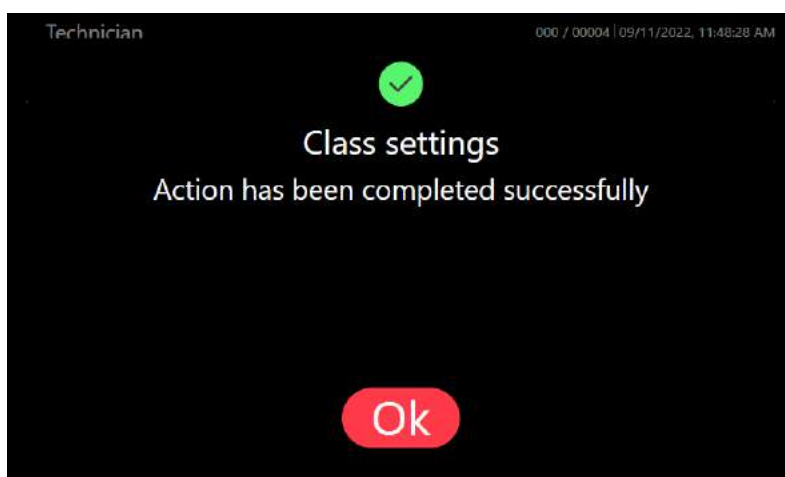 Technician
000 / 00004 | 09/11/2022, 11:48:28 AM
Class settings
Action has been completed successfully
Ok